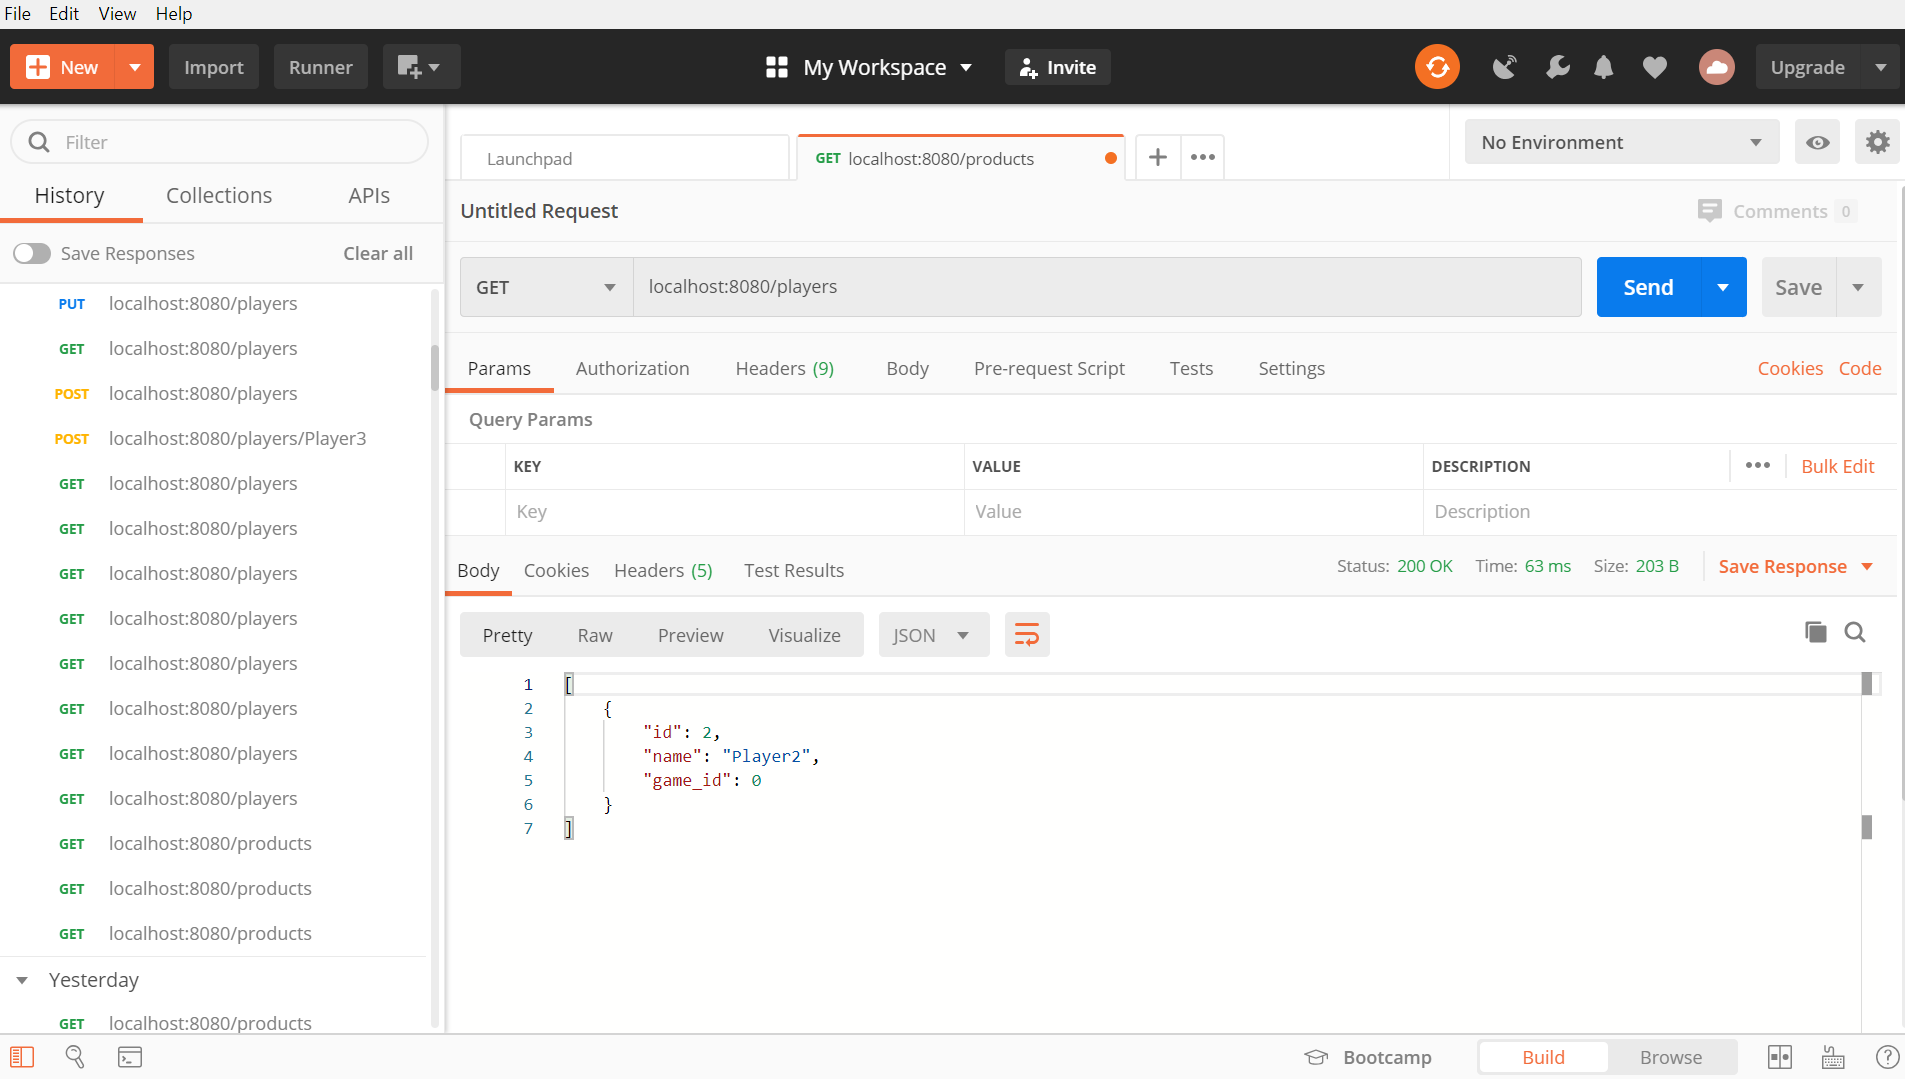 File Edit View Help
New Import Runner My Workspace Invite Upgrade
Filter
History Collections APIs
Save Responses Clear all
PUT localhost:8080/players
GET localhost:8080/players
POST localhost:8080/players
POST localhost:8080/players/Player3
GET localhost:8080/players
GET localhost:8080/players
GET localhost:8080/players
GET localhost:8080/players
GET localhost:8080/players
GET localhost:8080/players
GET localhost:8080/players
GET localhost:8080/players
GET localhost:8080/products
GET localhost:8080/products
GET localhost:8080/products
Yesterday
GET localhost:8080/products
Launchpad GET localhost:8080/products No Environment
Untitled Request Comments 0
GET localhost:8080/players Send Save
Params Authorization Headers (9) Body Pre-request Script Tests Settings Cookies Code
Query Params
KEY VALUE DESCRIPTION Bulk Edit
Key Value Description
Body Cookies Headers (5) Test Results Status: 200 OK Time: 63 ms Size: 203 B Save Response
Pretty Raw Preview Visualize JSON
1 [
2 {
3 "id": 2,
4 "name": "Player2",
5 "game_id": 0
6 }
7 ]
Bootcamp Build Browse